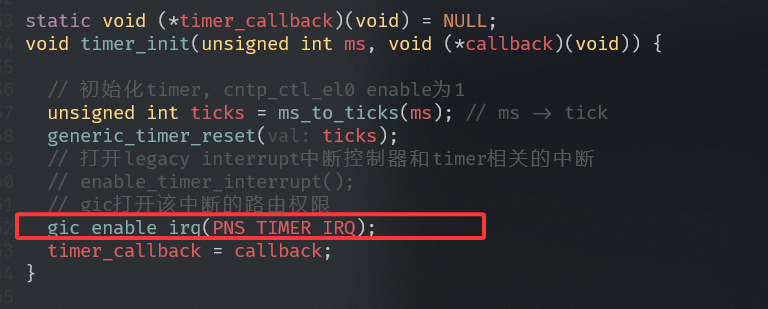 static void (*timer_callback)(void) = NULL;
void timer_init(unsigned int ms, void (*callback)(void)) {
// 初始化timer, cntp_ctl_el0 enable为1
unsigned int ticks = ms_to_ticks(ms); // ms -> tick
generic_timer_reset(val: ticks);
// 打开legacy interrupt中断控制器和timer相关的中断
// enable_timer_interrupt();
// gic打开该中断的路由权限
gic_enable_irq(PNS_TIMER_IRQ);
timer_callback = callback;
}